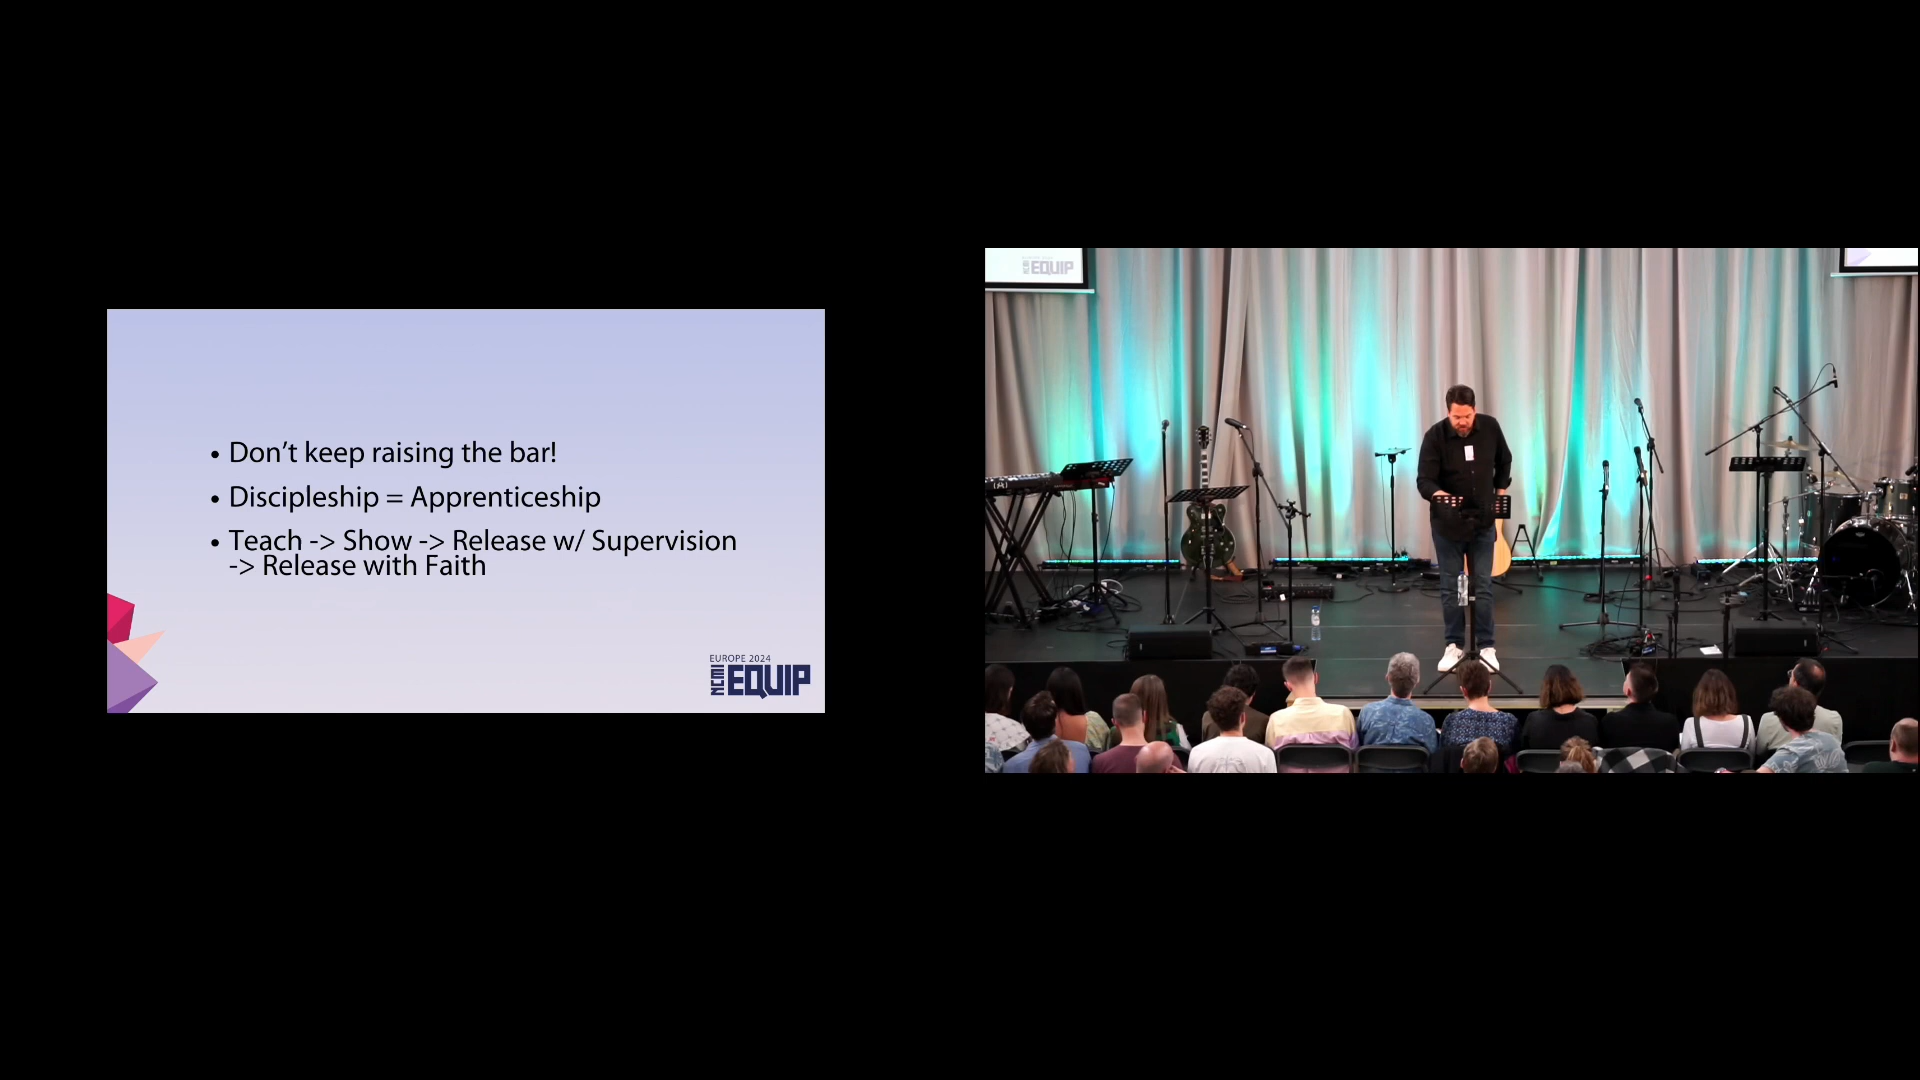 • Don't keep raising the bar!
• Discipleship = Apprenticeship
• Teach -> Show -> Release w/ Supervision
-> Release with Faith
EUROPE 2024
NCMI EQUIP
EQUIP